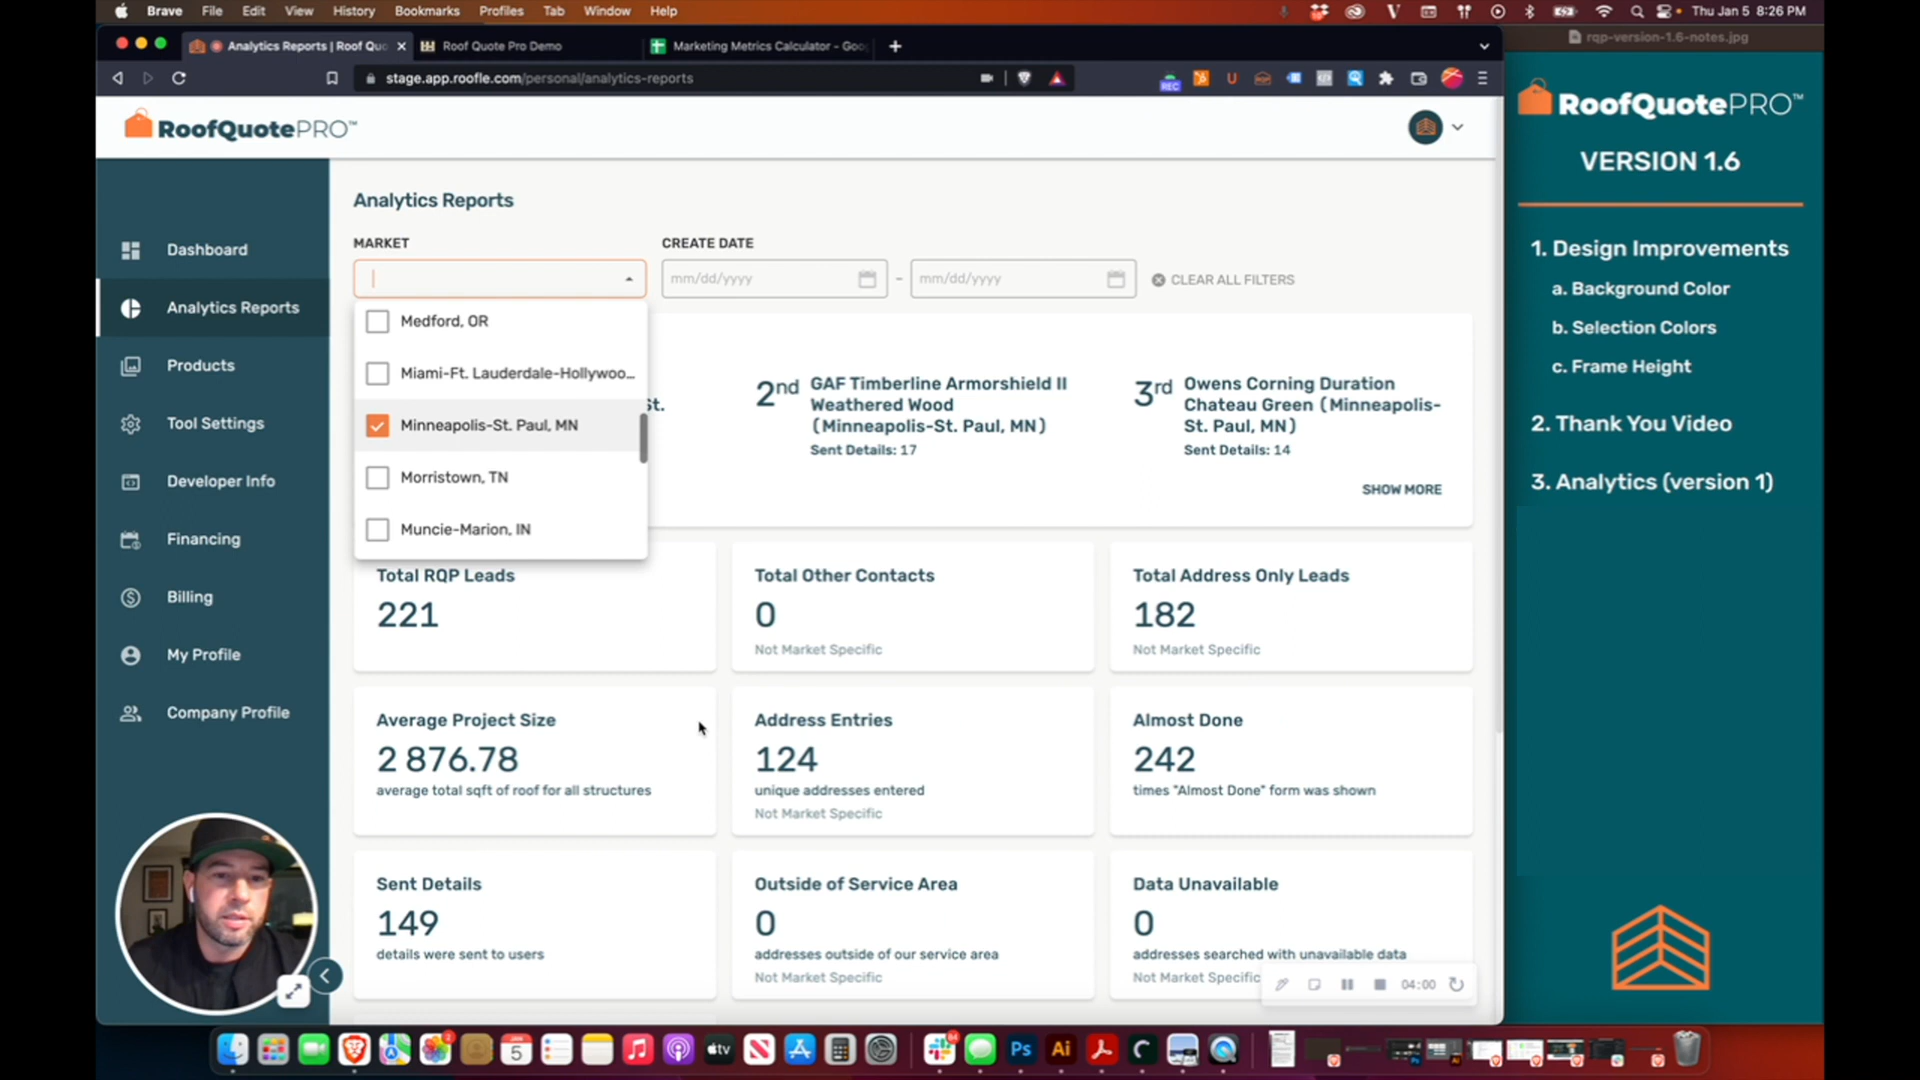 Brave File Edit View History Bookmarks Profiles Tab Window Help
Thu Jan 5 8:26 PM
Analytics Reports | Roof Quo
Roof Quote Pro Demo
Marketing Metrics Calculator - Goo
rqp-version-1.6-notes.jpg
stage.app.roofle.com/personal/analytics-reports
REC
RoofQuotePRO™
Dashboard
Analytics Reports
Products
Tool Settings
Developer Info
Financing
Billing
My Profile
Company Profile
Analytics Reports
MARKET
CREATE DATE
mm/dd/yyyy
-
mm/dd/yyyy
CLEAR ALL FILTERS
Medford, OR
Miami-Ft. Lauderdale-Hollywoo...
Minneapolis-St. Paul, MN
Morristown, TN
Muncie-Marion, IN
St.
2nd
GAF Timberline Armorshield II
Weathered Wood
(Minneapolis-St. Paul, MN)
Sent Details: 17
3rd
Owens Corning Duration
Chateau Green (Minneapolis-
St. Paul, MN)
Sent Details: 14
SHOW MORE
Total RQP Leads
221
Total Other Contacts
0
Not Market Specific
Total Address Only Leads
182
Not Market Specific
Average Project Size
2 876.78
average total sqft of roof for all structures
Address Entries
124
unique addresses entered
Not Market Specific
Almost Done
242
times "Almost Done" form was shown
Sent Details
149
details were sent to users
Outside of Service Area
0
addresses outside of our service area
Not Market Specific
Data Unavailable
0
addresses searched with unavailable data
Not Market Specific
04:00
RoofQuotePRO™
VERSION 1.6
1. Design Improvements
a. Background Color
b. Selection Colors
c. Frame Height
2. Thank You Video
3. Analytics (version 1)
5
tv
Ps
Ai